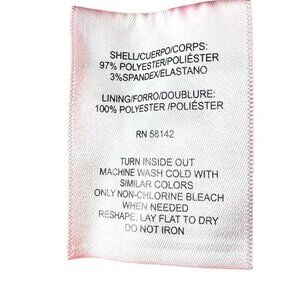 SHELL/CUERPO/CORPS:
97% POLYESTER/POLIÉSTER
3%SPANDEX/ELASTANO
LINING/FORRO/DOUBLURE:
100% POLYESTER /POLIÉSTER
RN 58142
TURN INSIDE OUT
MACHINE WASH COLD WITH
SIMILAR COLORS
ONLY NON-CHLORINE BLEACH
WHEN NEEDED
RESHAPE, LAY FLAT TO DRY
DO NOT IRON